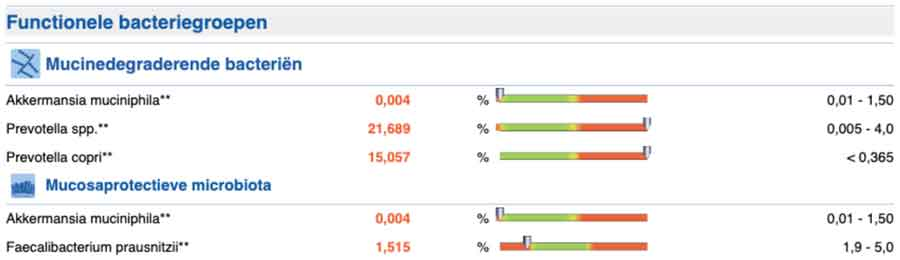 Functionele bacteriegroepen
Mucinedegraderende bacteriën
Akkermansia muciniphila** 0,004 % 0,01 - 1,50
Prevotella spp.** 21,689 % 0,005 - 4,0
Prevotella copri** 15,057 % < 0,365
Mucosaprotectieve microbiota
Akkermansia muciniphila** 0,004 % 0,01 - 1,50
Faecalibacterium prausnitzii** 1,515 % 1,9 - 5,0